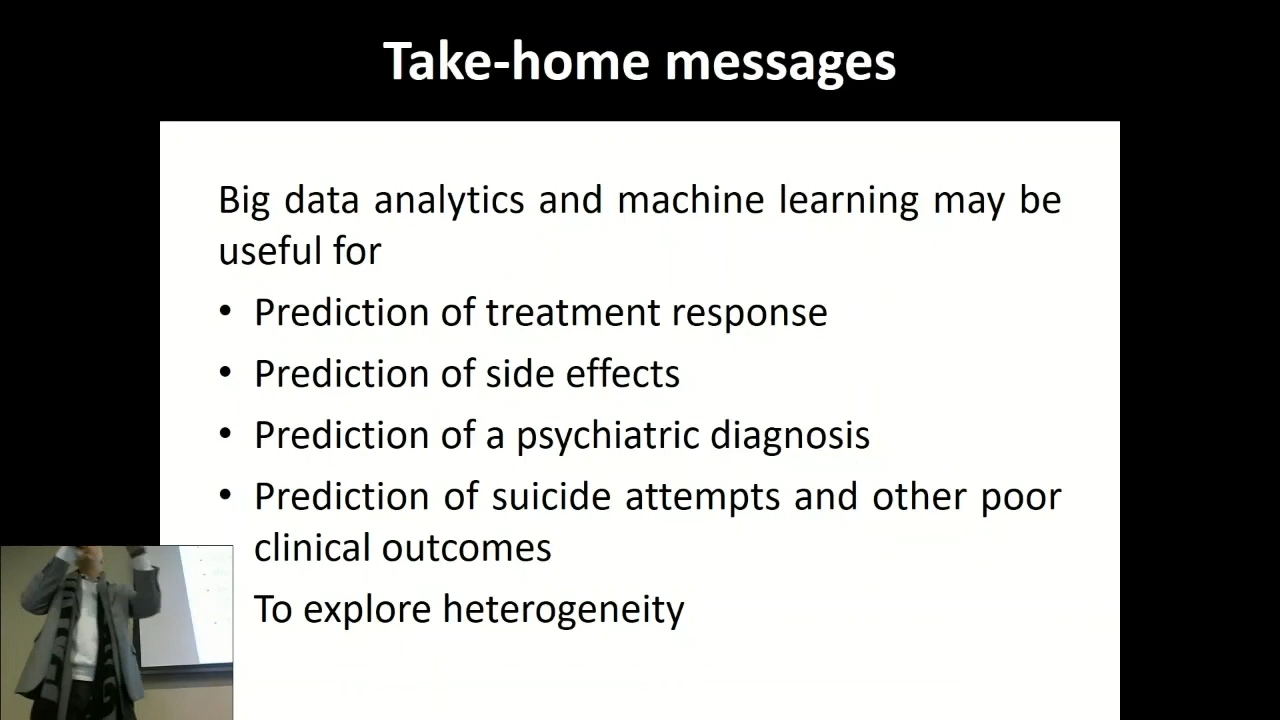 Take-home messages
Big data analytics and machine learning may be
useful for
• Prediction of treatment response
• Prediction of side effects
• Prediction of a psychiatric diagnosis
• Prediction of suicide attempts and other poor
clinical outcomes
To explore heterogeneity